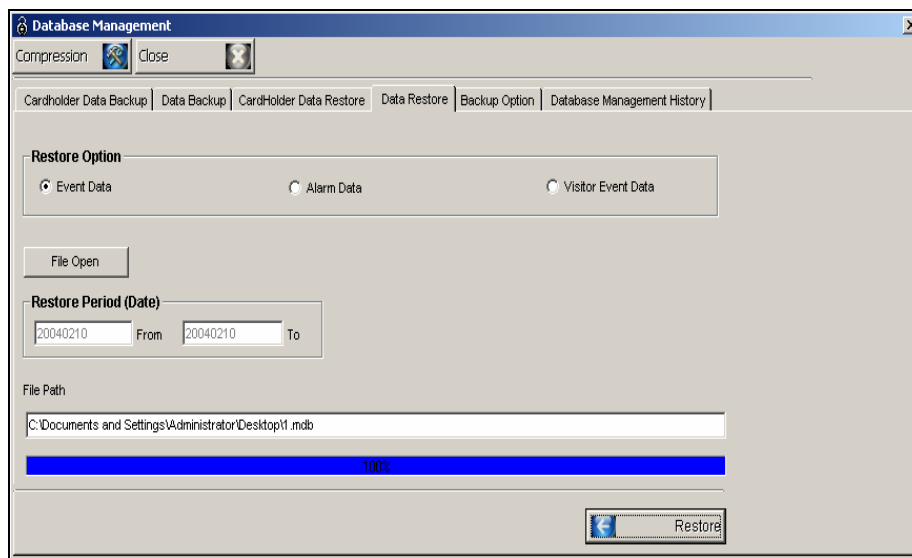 Database Management
Compression Close
Cardholder Data Backup Data Backup CardHolder Data Restore Data Restore Backup Option Database Management History
Restore Option
Event Data Alarm Data Visitor Event Data
File Open
Restore Period (Date)
20040210 From 20040210 To
File Path
C:\Documents and Settings\Administrator\Desktop\1.mdb
100%
Restore